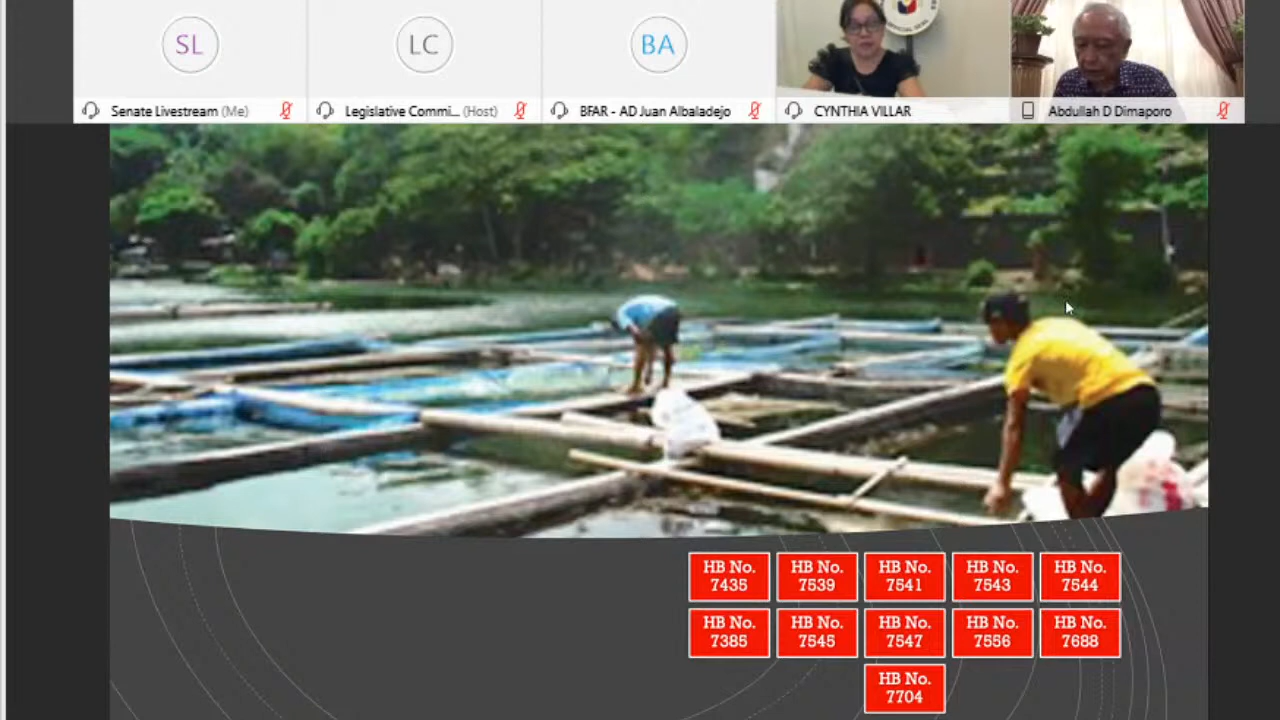 SL
LC
BA
Senate Livestream (Me)
Legislative Commi... (Host)
BFAR - AD Juan Albaladejo
CYNTHIA VILLAR
Abdullah D Dimaporo
HB No.
7435
HB No.
7539
HB No.
7541
HB No.
7543
HB No.
7544
HB No.
7385
HB No.
7545
HB No.
7547
HB No.
7556
HB No.
7688
HB No.
7704